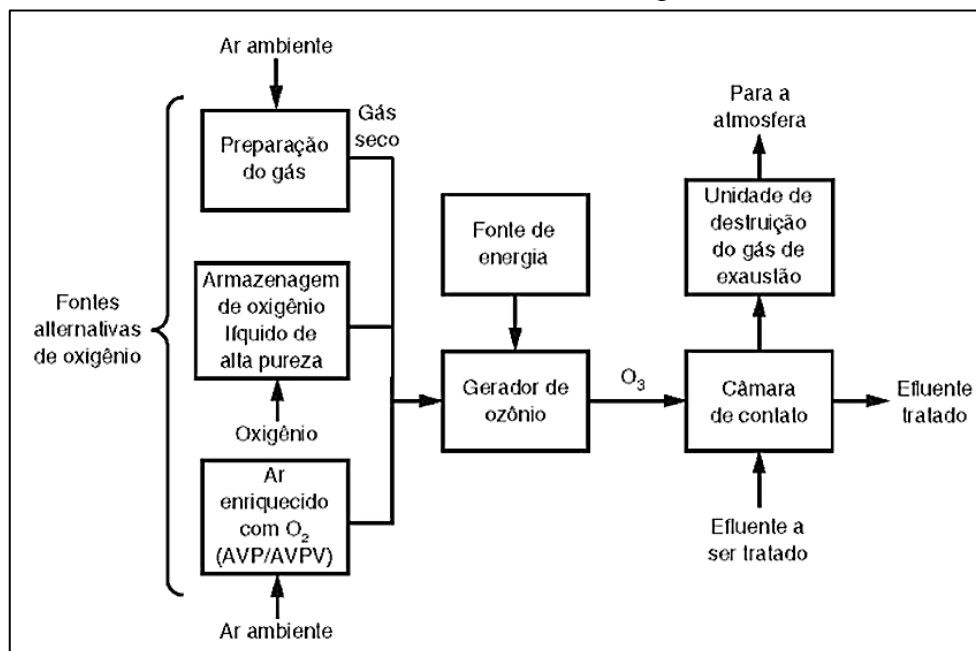 Ar ambiente
Preparação
do gás
Gás
seco
Fontes
alternativas
de oxigênio
Armazenagem
de oxigênio
líquido de
alta pureza
Oxigênio
Ar
enriquecido
com O₂
(AVP/AVPV)
Ar ambiente
Fonte de
energia
Gerador de
ozônio
O₃
Para a
atmosfera
Unidade de
destruição
do gás de
exaustão
Câmara
de contato
Efluente
tratado
Efluente a
ser tratado